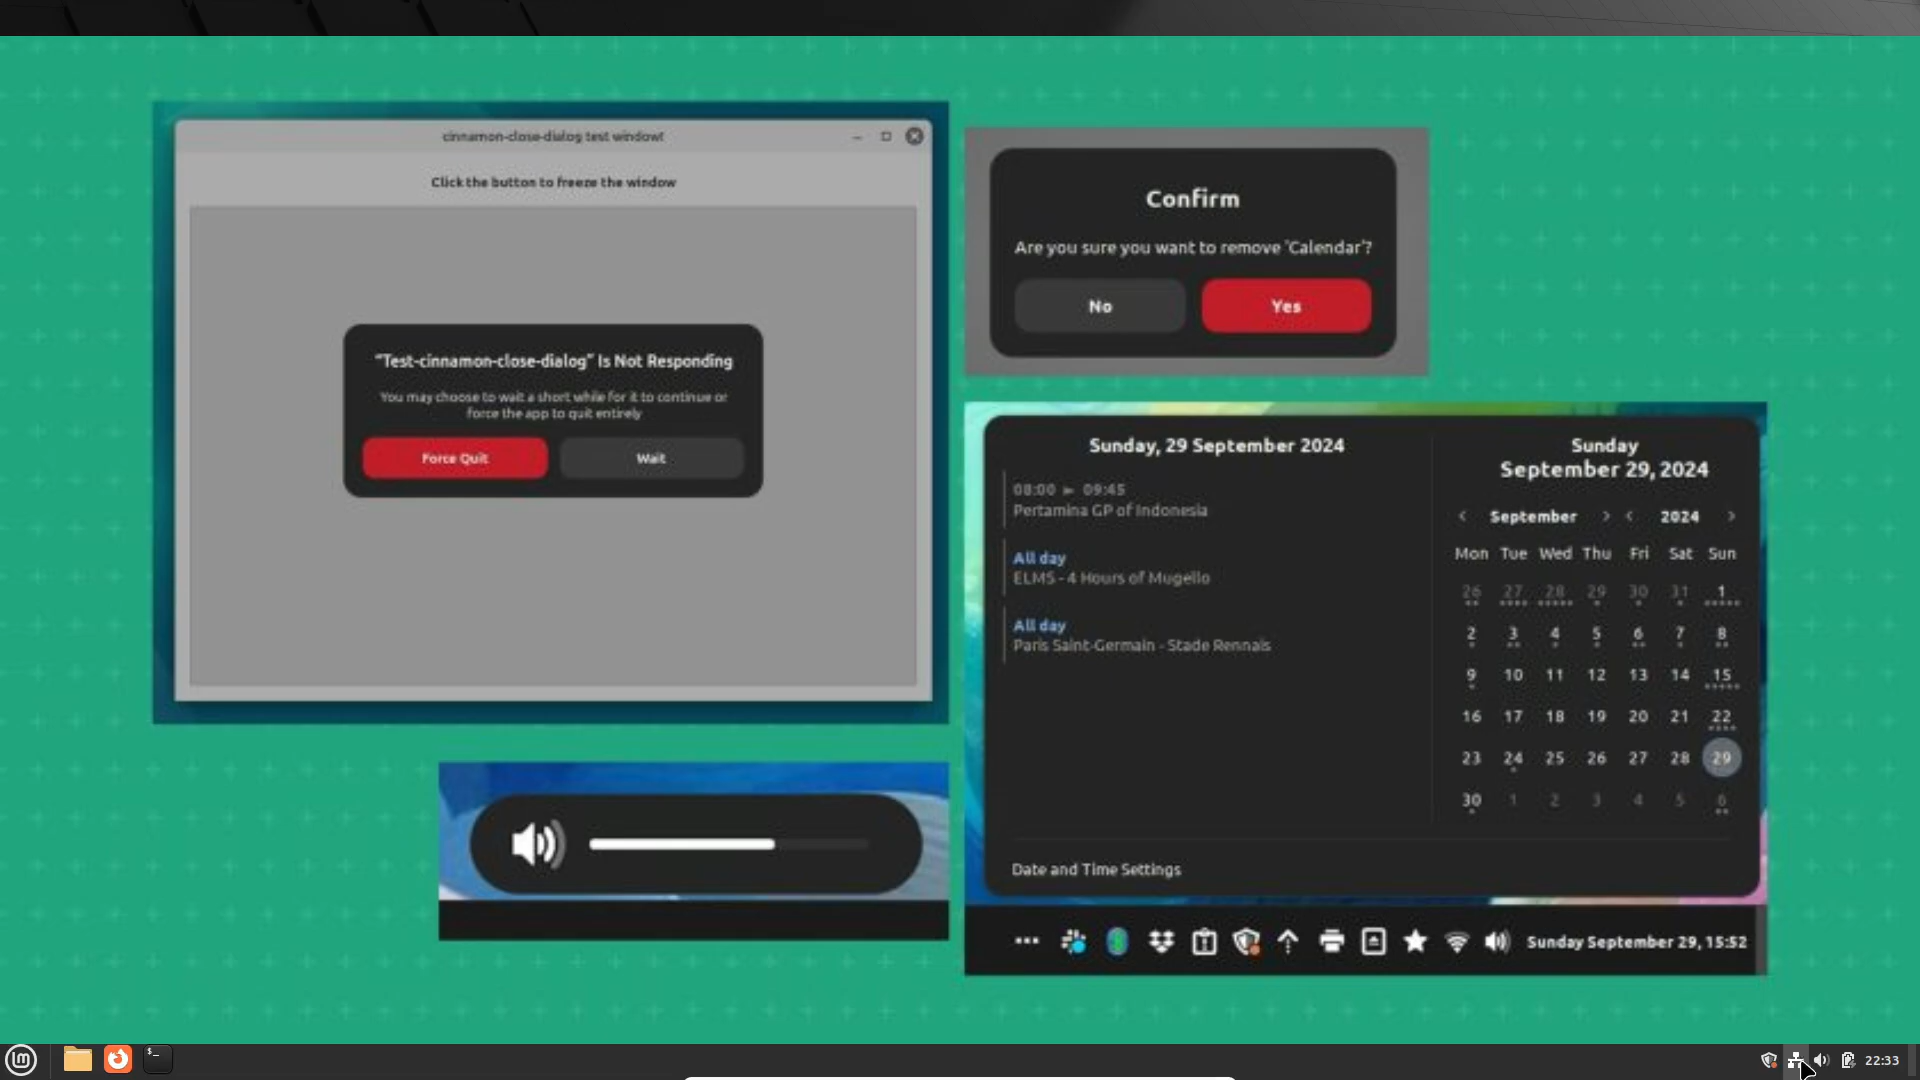 cinnamon-close-dialog test window!
Click the button to freeze the window
"Test-cinnamon-close-dialog" Is Not Responding
You may choose to wait a short while for it to continue or
force the app to quit entirely
Force Quit Wait
Confirm
Are you sure you want to remove 'Calendar'?
No Yes
Sunday, 29 September 2024
08:00 ► 09:45
Pertamina GP of Indonesia
All day
ELMS - 4 Hours of Mugello
All day
Paris Saint-Germain - Stade Rennais
Date and Time Settings
Sunday
September 29, 2024
< September > < 2024 >
Mon Tue Wed Thu Fri Sat Sun
26 27 28 29 30 31 1
2 3 4 5 6 7 8
9 10 11 12 13 14 15
16 17 18 19 20 21 22
23 24 25 26 27 28 29
30 1 2 3 4 5 6
Sunday September 29, 15:52
lm $_ 22:33